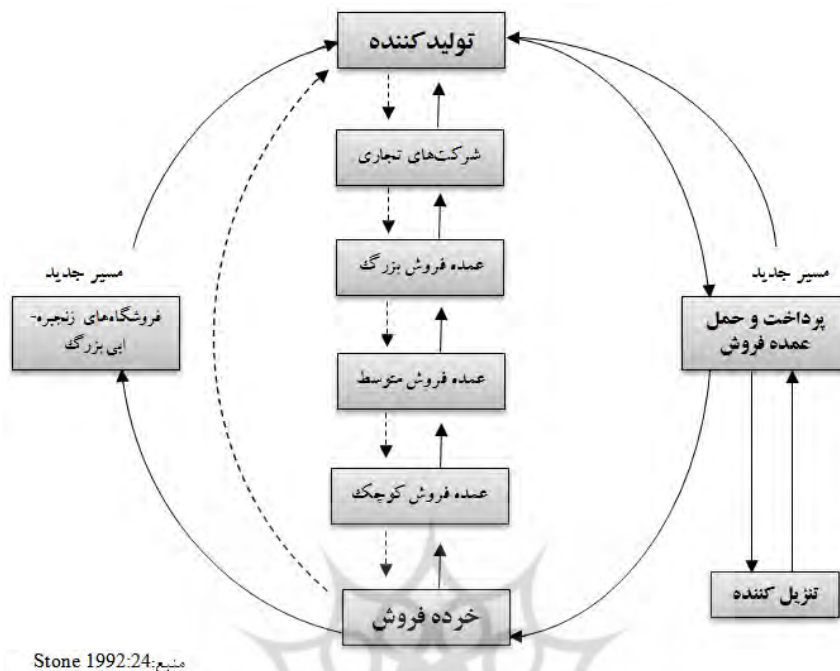 تولیدکننده
شرکت‌های تجاری
عمده فروش بزرگ
مسیر جدید
مسیر جدید
فروشگاه‌های زنجیره-
ایی بزرگ
پرداخت و حمل
عمده فروش
عمده فروش متوسط
عمده فروش کوچک
تنزیل کننده
خرده فروش
منبع:Stone 1992:24